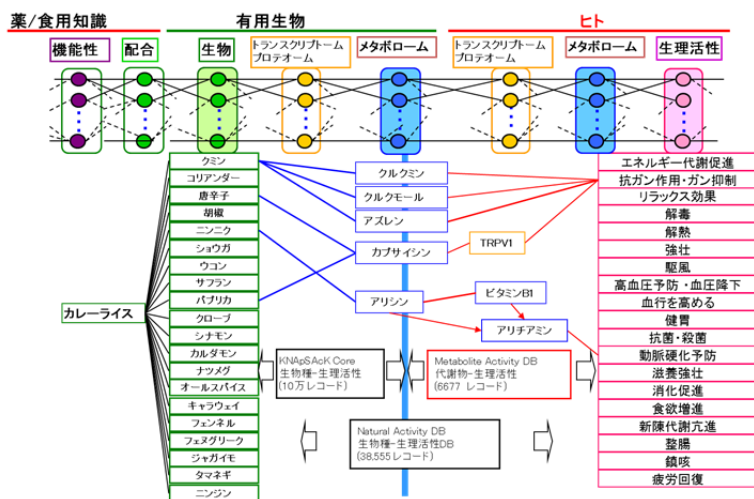 薬/食用知識
有用生物
ヒト
機能性
配合
生物
トランスクリプトーム
プロテオーム
メタボローム
トランスクリプトーム
プロテオーム
メタボローム
生理活性
カレーライス
クミン
コリアンダー
唐辛子
胡椒
ニンニク
ショウガ
ウコン
サフラン
パプリカ
クローブ
シナモン
カルダモン
ナツメグ
オールスパイス
キャラウェイ
フェンネル
フェヌグリーク
ジャガイモ
タマネギ
ニンジン
クルクミン
クルクモール
アズレン
カプサイシン
TRPV1
アリシン
ビタミンB1
アリチアミン
KNApSAcK Core
生物種-生理活性
(10万レコード)
Metabolite Activity DB
代謝物-生理活性
(6677 レコード)
Natural Activity DB
生物種-生理活性DB
(38,555レコード)
エネルギー代謝促進
抗ガン作用・ガン抑制
リラックス効果
解毒
解熱
強壮
駆風
高血圧予防・血圧降下
血行を高める
健胃
抗菌・殺菌
動脈硬化予防
滋養強壮
消化促進
食欲増進
新陳代謝亢進
整腸
鎮咳
疲労回復